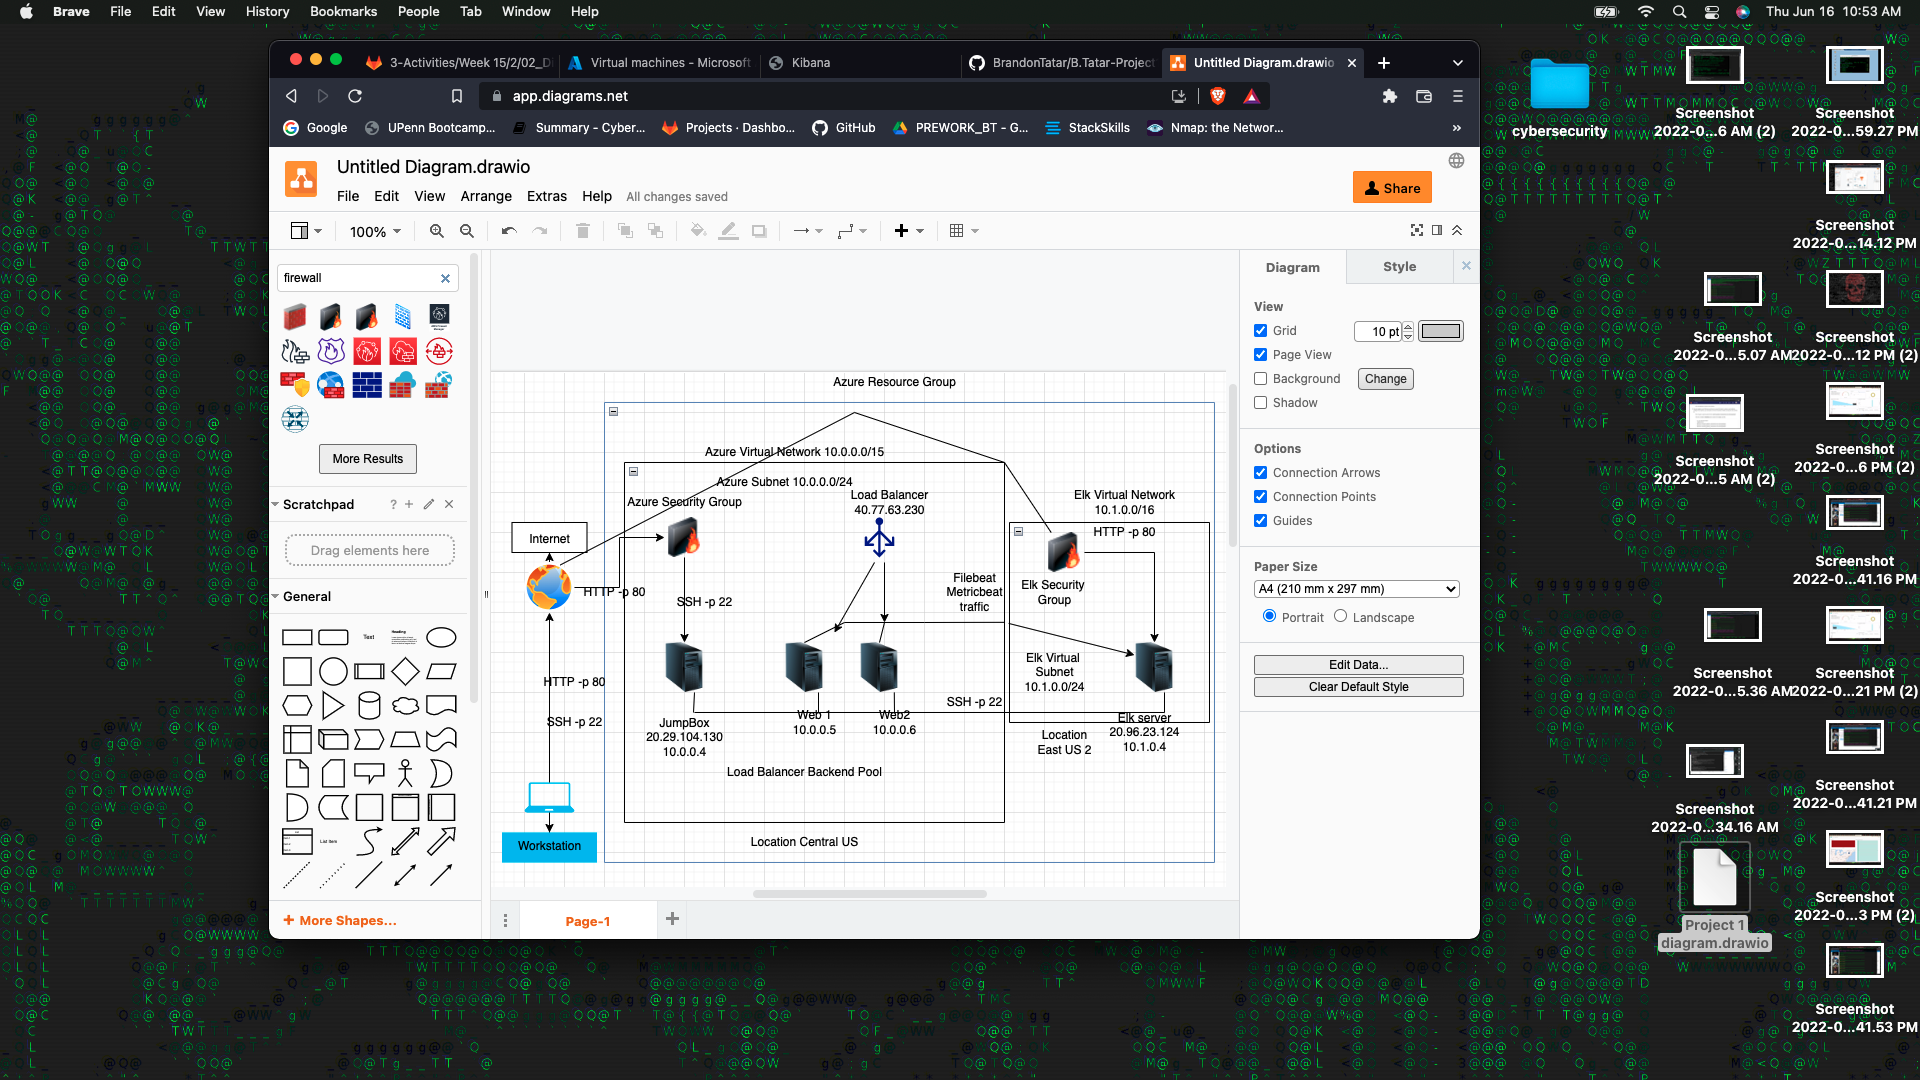 Brave File Edit View History Bookmarks People Tab Window Help
Thu Jun 16 10:53 AM
3-Activities/Week 15/2/02_D
Virtual machines - Microsoft
Kibana
BrandonTatar/B.Tatar-Project
Untitled Diagram.drawio
app.diagrams.net
Google
UPenn Bootcamp...
Summary - Cyber...
Projects · Dashbo...
GitHub
PREWORK_BT - G...
StackSkills
Nmap: the Networ...
Untitled Diagram.drawio
File Edit View Arrange Extras Help All changes saved
Share
100%
firewall
More Results
Scratchpad
?
Drag elements here
General
Text
Heading
List Item
+ More Shapes...
Azure Resource Group
Azure Virtual Network 10.0.0.0/15
Azure Subnet 10.0.0.0/24
Azure Security Group
Load Balancer
40.77.63.230
Elk Virtual Network
10.1.0.0/16
Internet
HTTP -p 80
HTTP -p 80
SSH -p 22
Filebeat
Metricbeat
traffic
Elk Security
Group
Elk Virtual
Subnet
10.1.0.0/24
HTTP -p 80
SSH -p 22
SSH -p 22
JumpBox
20.29.104.130
10.0.0.4
Web 1
10.0.0.5
Web2
10.0.0.6
Elk server
20.96.23.124
10.1.0.4
Location
East US 2
Load Balancer Backend Pool
Location Central US
Workstation
Page-1
Diagram
Style
View
Grid
10 pt
Page View
Background
Change
Shadow
Options
Connection Arrows
Connection Points
Guides
Paper Size
A4 (210 mm x 297 mm)
Portrait
Landscape
Edit Data...
Clear Default Style
cybersecurity
Screenshot
2022-0...6 AM (2)
Screenshot
2022-0...59.27 PM
Screenshot
2022-0...14.12 PM
Screenshot
2022-0...5.07 AM
Screenshot
2022-0...12 PM (2)
Screenshot
2022-0...5 AM (2)
Screenshot
2022-0...6 PM (2)
Screenshot
2022-0...41.16 PM
Screenshot
2022-0...5.36 AM
Screenshot
2022-0...21 PM (2)
Screenshot
2022-0...34.16 AM
Screenshot
2022-0...41.21 PM
Screenshot
2022-0...3 PM (2)
Project 1
diagram.drawio
Screenshot
2022-0...41.53 PM